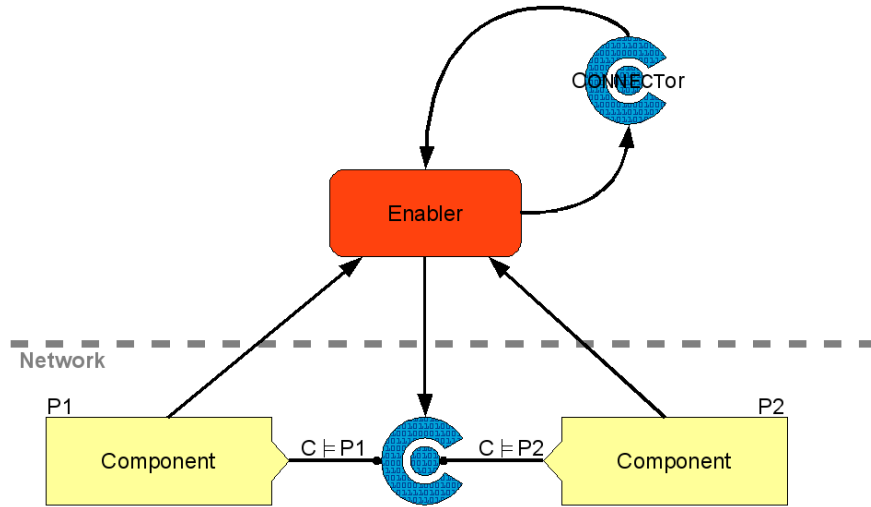 CONNECTor
Enabler
Network
P1
P2
Component
C ⊨ P1
C ⊨ P2
Component